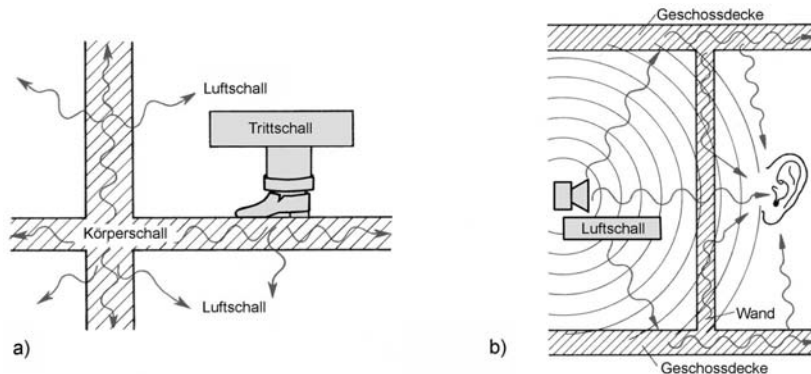 Luftschall
Trittschall
Körperschall
Luftschall
a)
Geschossdecke
Luftschall
Wand
b)
Geschossdecke